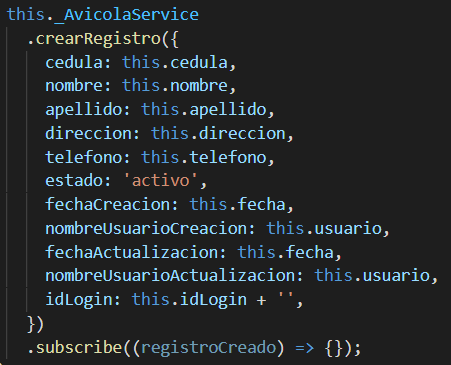 this._AvicolaService
.crearRegistro({
cedula: this.cedula,
nombre: this.nombre,
apellido: this.apellido,
direccion: this.direccion,
telefono: this.telefono,
estado: 'activo',
fechaCreacion: this.fecha,
nombreUsuarioCreacion: this.usuario,
fechaActualizacion: this.fecha,
nombreUsuarioActualizacion: this.usuario,
idLogin: this.idLogin + '',
})
.subscribe((registroCreado) => {});